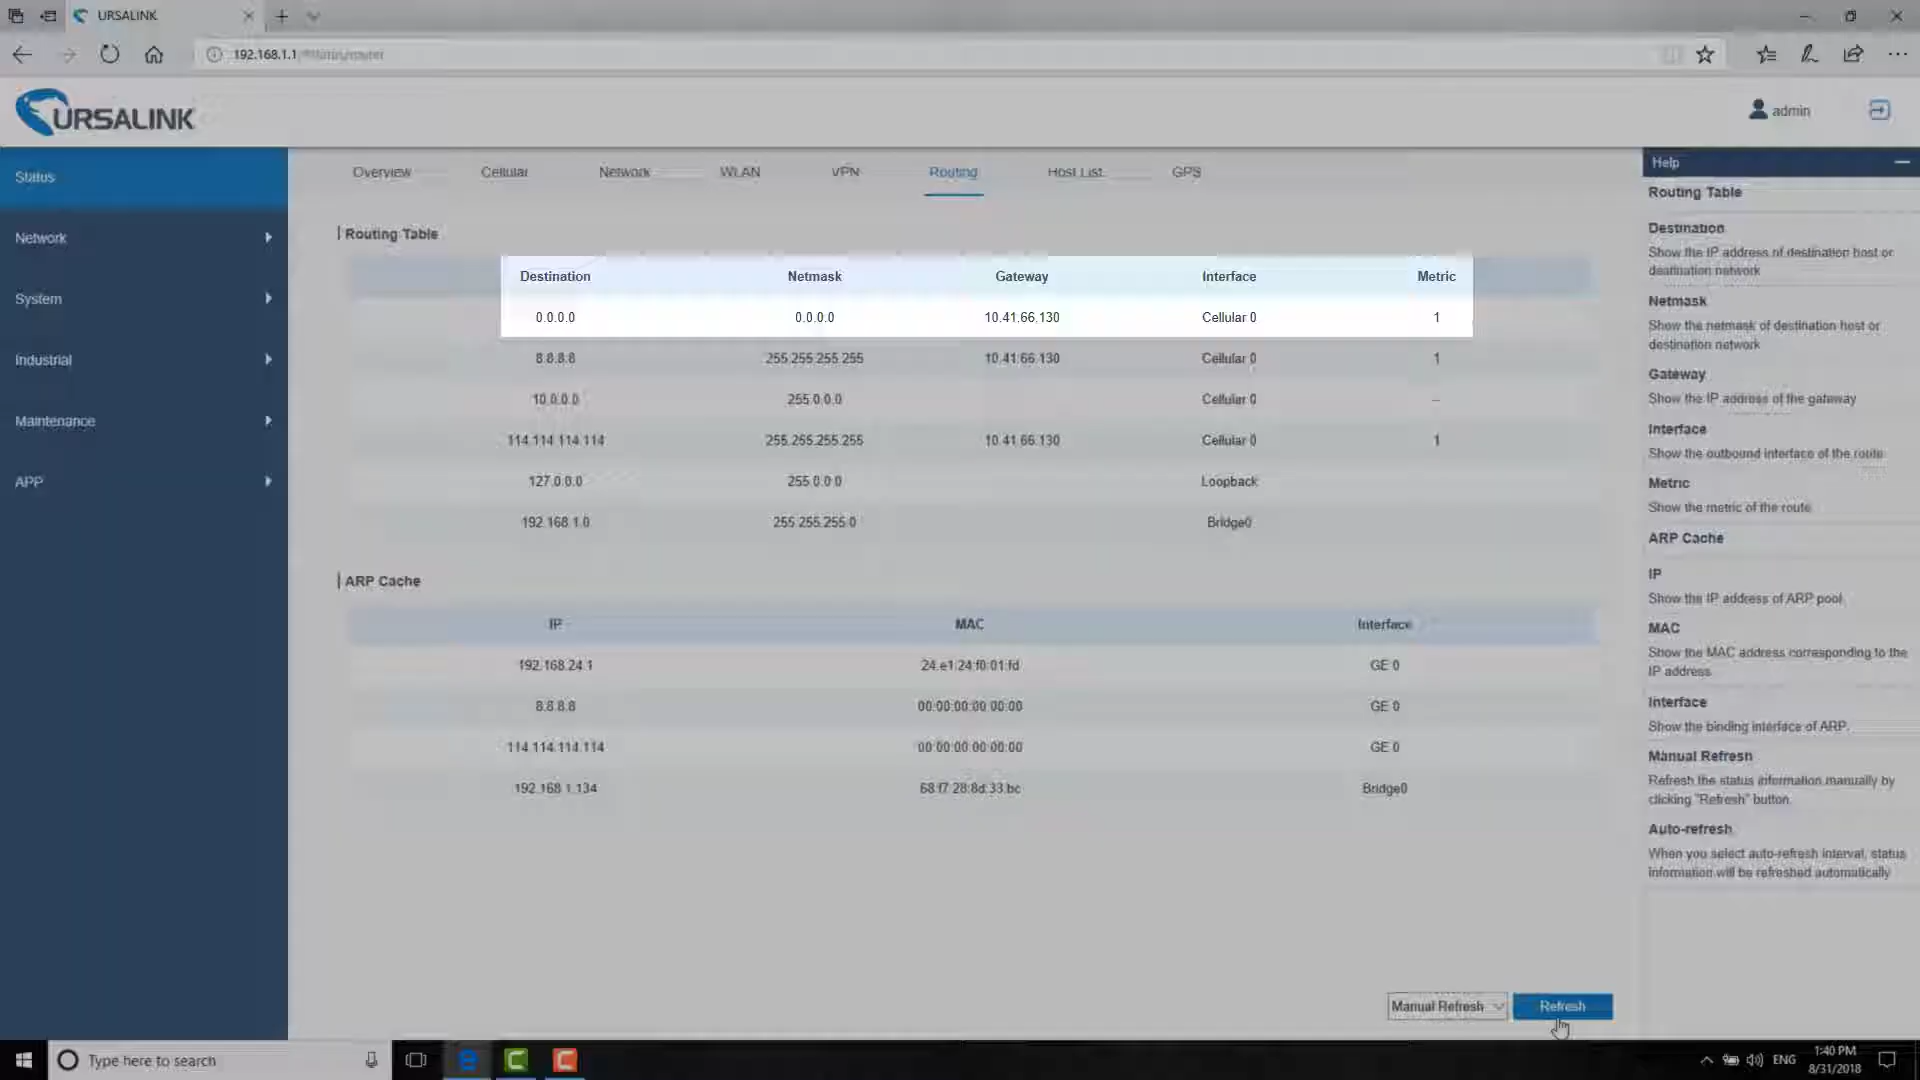 URSALINK
192.168.1.1/#status/router
URSALINK
admin
Status
Network
System
Industrial
Maintenance
APP
Overview Cellular Network WLAN VPN Routing Host List GPS
Routing Table
Destination Netmask Gateway Interface Metric
0.0.0.0 0.0.0.0 10.41.66.130 Cellular 0 1
8.8.8.8 255.255.255.255 10.41.66.130 Cellular 0 1
10.0.0.0 255.0.0.0 Cellular 0 --
114.114.114.114 255.255.255.255 10.41.66.130 Cellular 0 1
127.0.0.0 255.0.0.0 Loopback
192.168.1.0 255.255.255.0 Bridge0
ARP Cache
IP MAC Interface
192.168.24.1 24:e1:24:f0:01:fd GE 0
8.8.8.8 00:00:00:00:00:00 GE 0
114.114.114.114 00:00:00:00:00:00 GE 0
192.168.1.134 68:f7:28:8d:33:bc Bridge0
Manual Refresh Refresh
Help
Routing Table
Destination
Show the IP address of destination host or
destination network
Netmask
Show the netmask of destination host or
destination network
Gateway
Show the IP address of the gateway
Interface
Show the outbound interface of the route
Metric
Show the metric of the route
ARP Cache
IP
Show the IP address of ARP pool
MAC
Show the MAC address corresponding to the
IP address
Interface
Show the binding interface of ARP.
Manual Refresh
Refresh the status information manually by
clicking "Refresh" button
Auto-refresh
When you select auto-refresh interval, status
information will be refreshed automatically
Type here to search
ENG
1:40 PM
8/31/2018